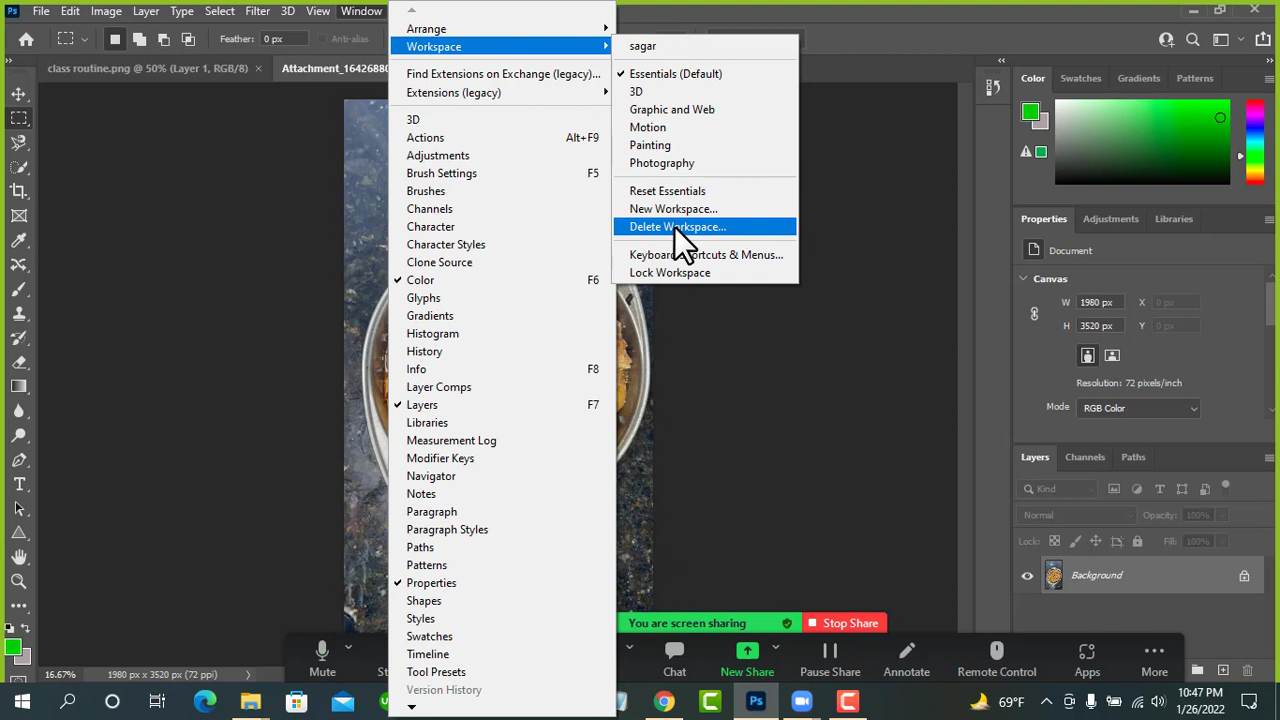 Ps File Edit Image Layer Type Select Filter 3D View Window
Feather: 0 px Anti-alias
class routine.png @ 50% (Layer 1, RGB/8) ×
Attachment_16426880
Arrange
Workspace
Find Extensions on Exchange (legacy)...
Extensions (legacy)
3D
Actions Alt+F9
Adjustments
Brush Settings F5
Brushes
Channels
Character
Character Styles
Clone Source
Color F6
Glyphs
Gradients
Histogram
History
Info F8
Layer Comps
Layers F7
Libraries
Measurement Log
Modifier Keys
Navigator
Notes
Paragraph
Paragraph Styles
Paths
Patterns
Properties
Shapes
Styles
Swatches
Timeline
Tool Presets
Version History
sagar
Essentials (Default)
3D
Graphic and Web
Motion
Painting
Photography
Reset Essentials
New Workspace...
Delete Workspace...
Lock Workspace
Color Swatches Gradients Patterns
Properties Adjustments Libraries
Document
Canvas
W 1980 px X 0 px
H 3520 px Y 0 px
Resolution: 72 pixels/inch
Mode RGB Color
Layers Channels Paths
Kind
Normal Opacity: 100%
Lock: Fill: 100%
Background
16.67% 1980 px x 3520 px (72 ppi)
You are screen sharing Stop Share
Mute
Chat New Share Pause Share Annotate Remote Control Apps More
Ps
69°F
10:47 PM
1/26/2022